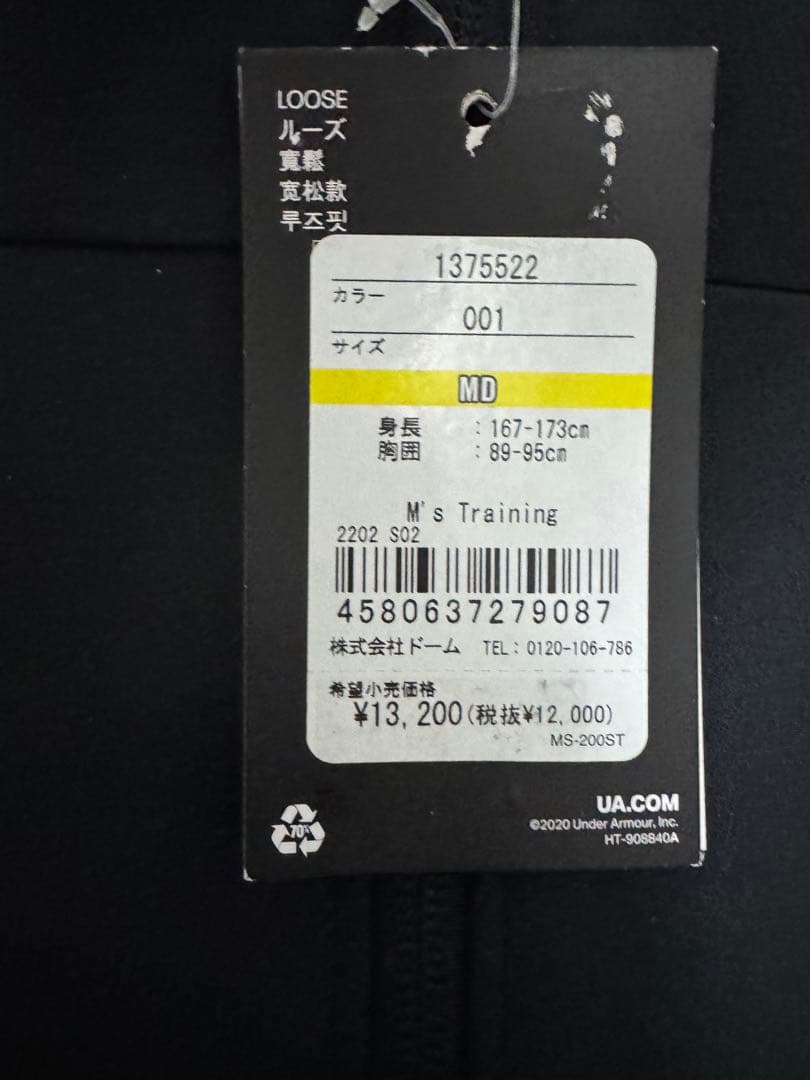 LOOSE
ルーズ
寬鬆
宽松款
루즈핏
1375522
カラー
001
サイズ
MD
身長 : 167-173cm
胸囲 : 89-95cm
M's Training
2202 S02
4580637279087
株式会社ドーム TEL: 0120-106-786
希望小売価格
¥13,200(税抜¥12,000)
MS-200ST
70%
UA.COM
©2020 Under Armour, Inc.
HT-908840A